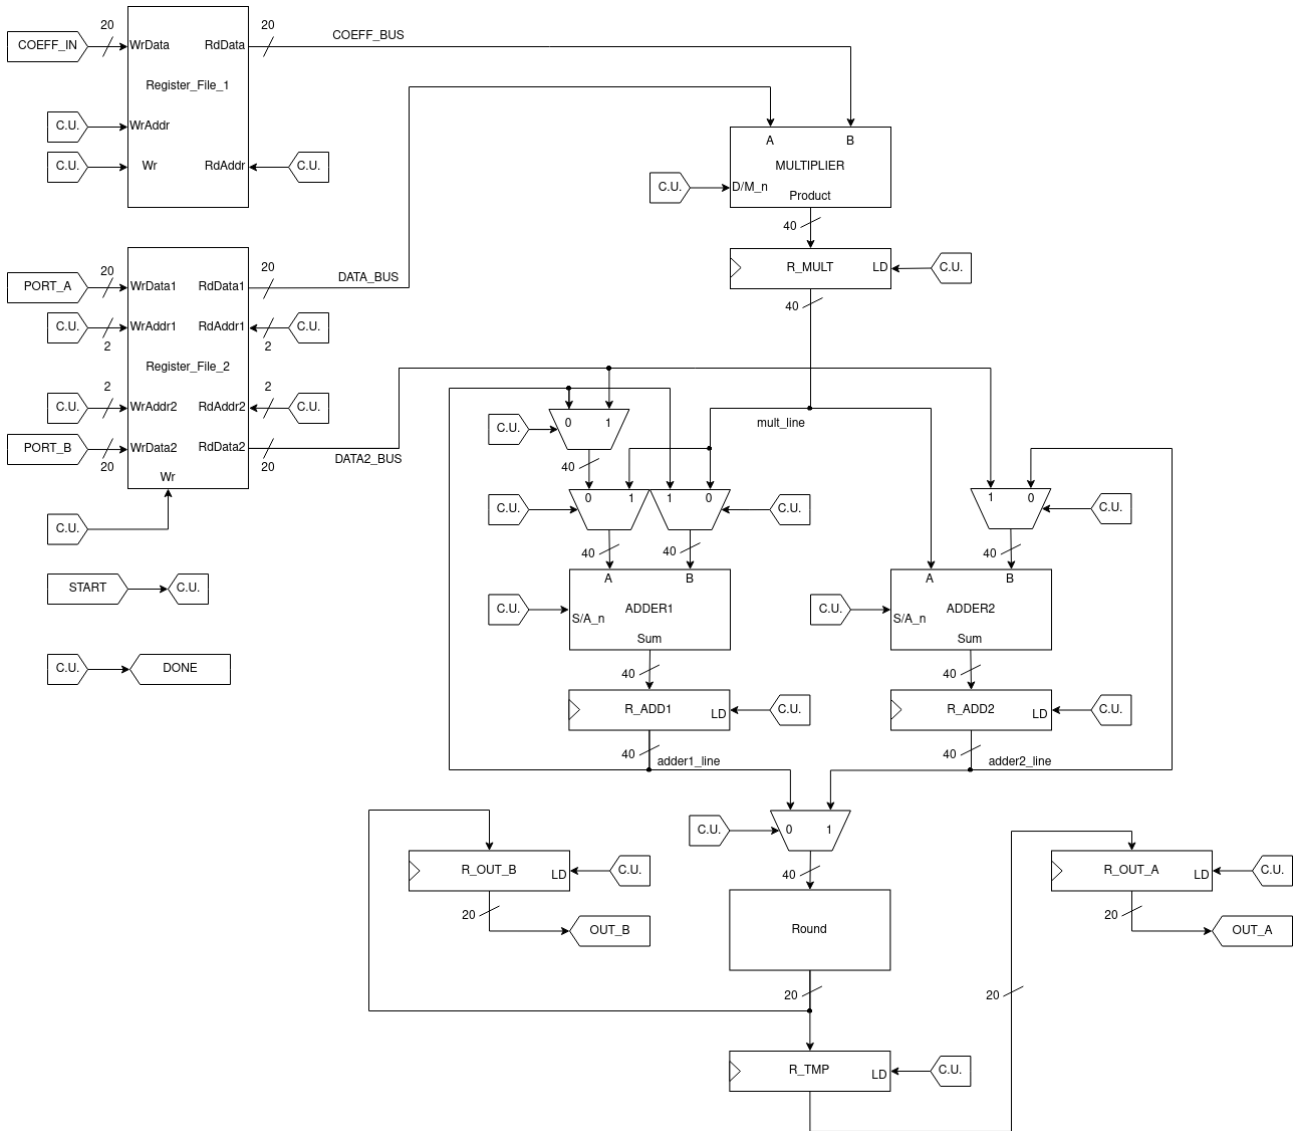 20
20
COEFF_BUS
COEFF_IN
WrData
RdData
Register_File_1
C.U.
WrAddr
C.U.
Wr
RdAddr
C.U.
A
B
MULTIPLIER
C.U.
D/M_n
Product
40
R_MULT
LD
C.U.
40
20
20
DATA_BUS
PORT_A
WrData1
RdData1
C.U.
WrAddr1
RdAddr1
C.U.
2
2
Register_File_2
2
2
C.U.
WrAddr2
RdAddr2
C.U.
PORT_B
WrData2
RdData2
20
20
DATA2_BUS
Wr
C.U.
START
C.U.
C.U.
DONE
C.U.
0
1
mult_line
40
C.U.
0
1
1
0
C.U.
1
0
C.U.
40
40
40
A
B
A
B
C.U.
ADDER1
S/A_n
Sum
C.U.
ADDER2
S/A_n
Sum
40
40
R_ADD1
LD
C.U.
R_ADD2
LD
C.U.
40
adder1_line
40
adder2_line
C.U.
0
1
40
R_OUT_B
LD
C.U.
R_OUT_A
LD
C.U.
20
OUT_B
Round
20
OUT_A
20
20
R_TMP
LD
C.U.